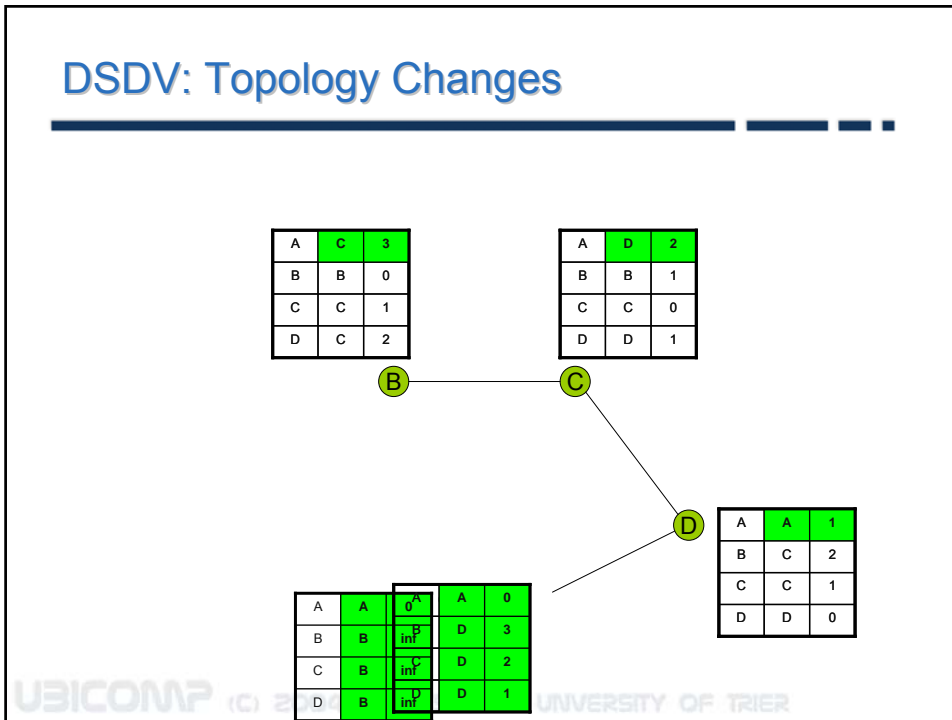 DSDV: Topology Changes
A C 3
B B 0
C C 1
D C 2
A D 2
B B 1
C C 0
D D 1
B
C
D
A A 1
B C 2
C C 1
D D 0
A A 0
B B inf
C B inf
D B inf
A A 0
B D 3
C D 2
D D 1
UBICOMP (C) UNIVERSITY OF TRIER